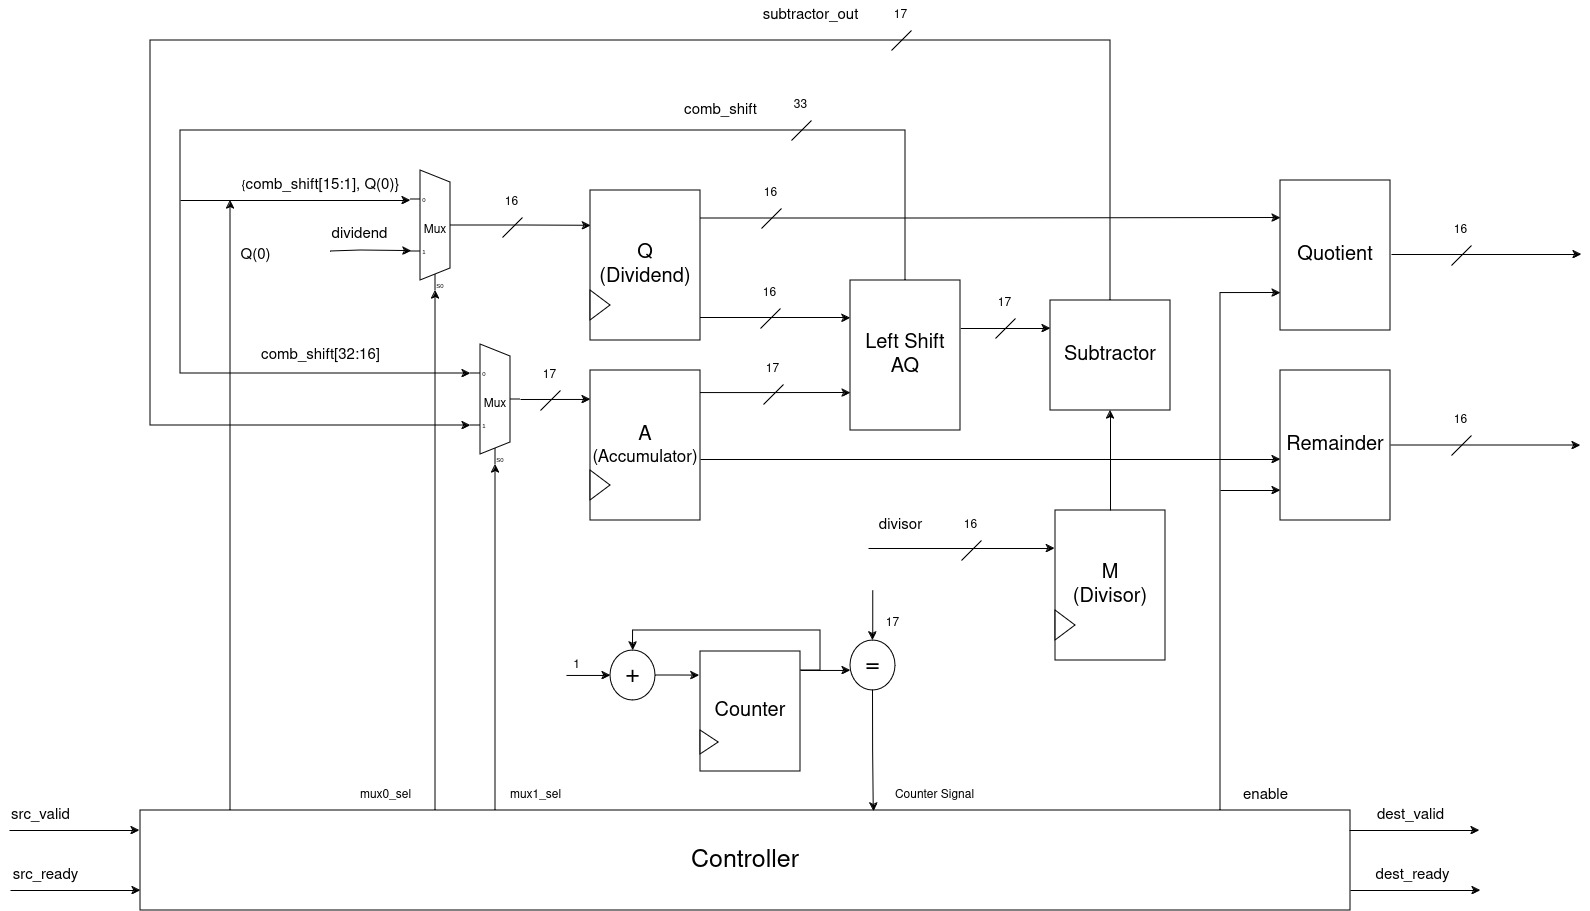 subtractor_out
17
comb_shift
33
{comb_shift[15:1], Q(0)}
0
Mux
dividend
1
Q(0)
S0
16
Q
(Dividend)
16
16
comb_shift[32:16]
0
Mux
1
S0
17
A
(Accumulator)
17
Left Shift
AQ
17
Subtractor
Quotient
16
Remainder
16
divisor
16
M
(Divisor)
1
+
Counter
=
17
mux0_sel
mux1_sel
Counter Signal
enable
src_valid
src_ready
Controller
dest_valid
dest_ready